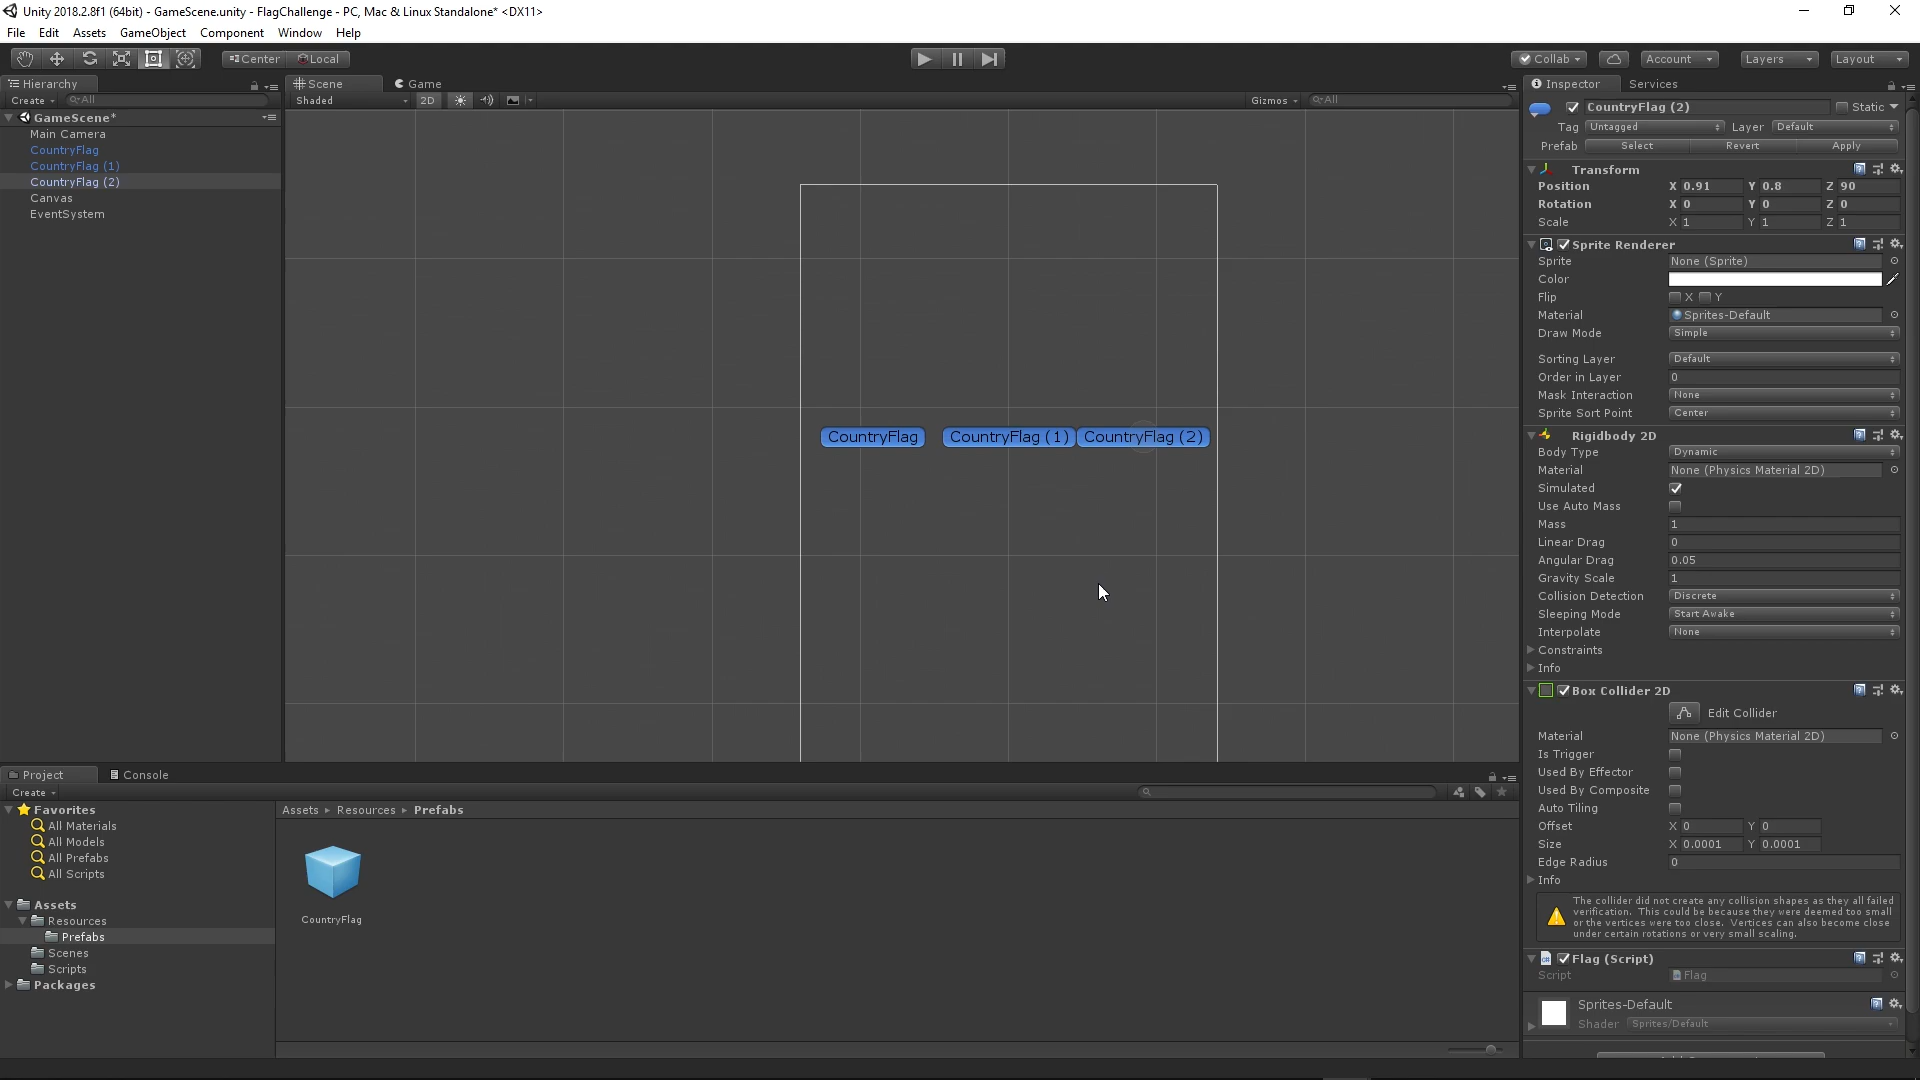 Unity 2018.2.8f1 (64bit) - GameScene.unity - FlagChallenge - PC, Mac & Linux Standalone* <DX11>
File Edit Assets GameObject Component Window Help
Center Local
Collab Account Layers Layout
Hierarchy
Create All
GameScene*
Main Camera
CountryFlag
CountryFlag (1)
CountryFlag (2)
Canvas
EventSystem
Scene Game
Shaded 2D Gizmos All
CountryFlag CountryFlag (1) CountryFlag (2)
Inspector Services
CountryFlag (2) Static
Tag Untagged Layer Default
Prefab Select Revert Apply
Transform
Position X 0.91 Y 0.8 Z 90
Rotation X 0 Y 0 Z 0
Scale X 1 Y 1 Z 1
Sprite Renderer
Sprite None (Sprite)
Color
Flip X Y
Material Sprites-Default
Draw Mode Simple
Sorting Layer Default
Order in Layer 0
Mask Interaction None
Sprite Sort Point Center
Rigidbody 2D
Body Type Dynamic
Material None (Physics Material 2D)
Simulated
Use Auto Mass
Mass 1
Linear Drag 0
Angular Drag 0.05
Gravity Scale 1
Collision Detection Discrete
Sleeping Mode Start Awake
Interpolate None
Constraints
Info
Box Collider 2D
Edit Collider
Material None (Physics Material 2D)
Is Trigger
Used By Effector
Used By Composite
Auto Tiling
Offset X 0 Y 0
Size X 0.0001 Y 0.0001
Edge Radius 0
Info
The collider did not create any collision shapes as they all failed
verification. This could be because they were deemed too small
or the vertices were too close. Vertices can also become close
under certain rotations or very small scaling.
Flag (Script)
Script Flag
Sprites-Default
Shader Sprites/Default
Project Console
Create
Favorites
All Materials
All Models
All Prefabs
All Scripts
Assets
Resources
Prefabs
Scenes
Scripts
Packages
Assets Resources Prefabs
CountryFlag